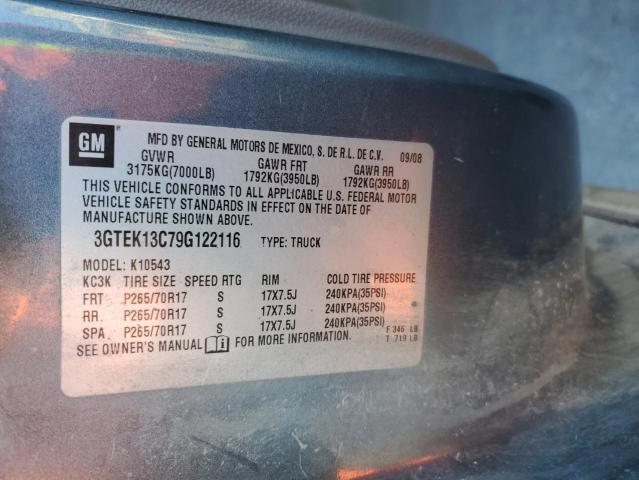 GM
MFD BY GENERAL MOTORS DE MEXICO, S. DE R.L. DE C.V. 09/08
GVWR GAWR FRT GAWR RR
3175KG(7000LB) 1792KG(3950LB) 1792KG(3950LB)
THIS VEHICLE CONFORMS TO ALL APPLICABLE U.S. FEDERAL MOTOR
VEHICLE SAFETY STANDARDS IN EFFECT ON THE DATE OF
MANUFACTURE SHOWN ABOVE.
3GTEK13C79G122116 TYPE: TRUCK
MODEL: K10543
KC3K TIRE SIZE SPEED RTG RIM COLD TIRE PRESSURE
FRT P265/70R17 S 17X7.5J 240KPA(35PSI)
RR P265/70R17 S 17X7.5J 240KPA(35PSI)
SPA P265/70R17 S 17X7.5J 240KPA(35PSI)
SEE OWNER'S MANUAL i FOR MORE INFORMATION.
F 346 LB
T 719 LB